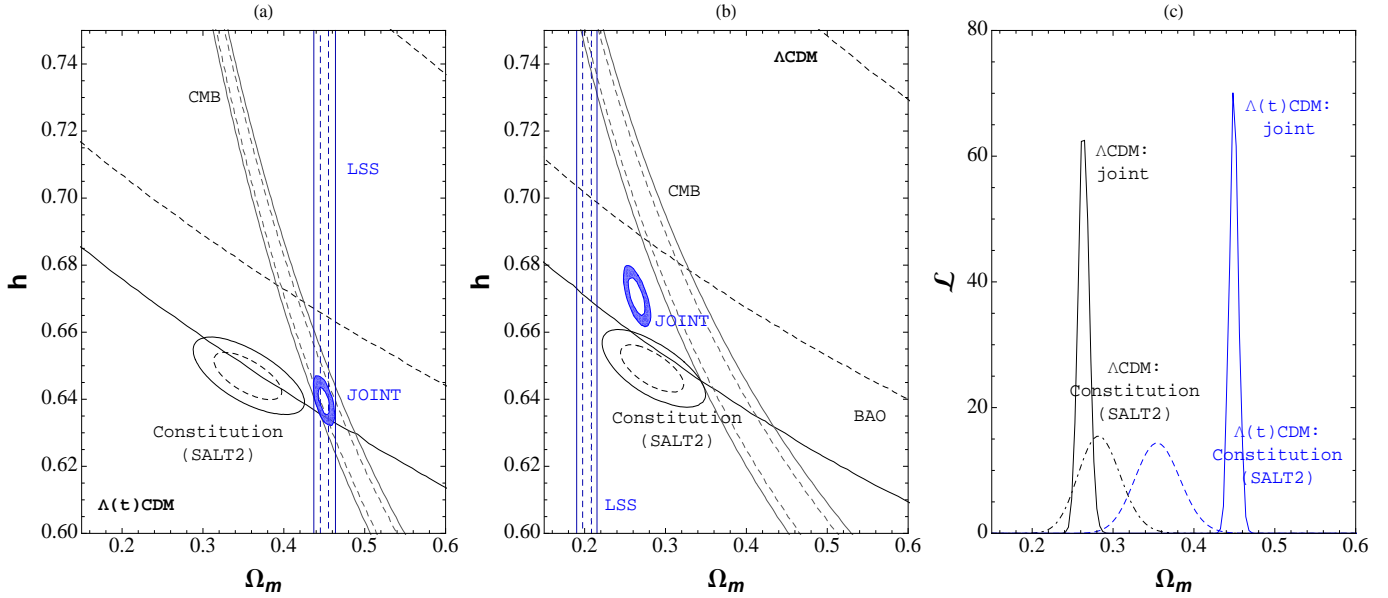 (a)
0.74
0.72
0.70
0.68
0.66
0.64
0.62
0.60
h
CMB
LSS
JOINT
Constitution
(SALT2)
Λ(t)CDM
0.2
0.3
0.4
0.5
0.6
Ωm
(b)
0.74
0.72
0.70
0.68
0.66
0.64
0.62
0.60
h
ΛCDM
CMB
JOINT
Constitution
(SALT2)
BAO
LSS
0.2
0.3
0.4
0.5
0.6
Ωm
(c)
80
60
40
20
0
ℒ
Λ(t)CDM:
joint
ΛCDM:
joint
ΛCDM:
Constitution
(SALT2)
Λ(t)CDM:
Constitution
(SALT2)
0.2
0.3
0.4
0.5
0.6
Ωm